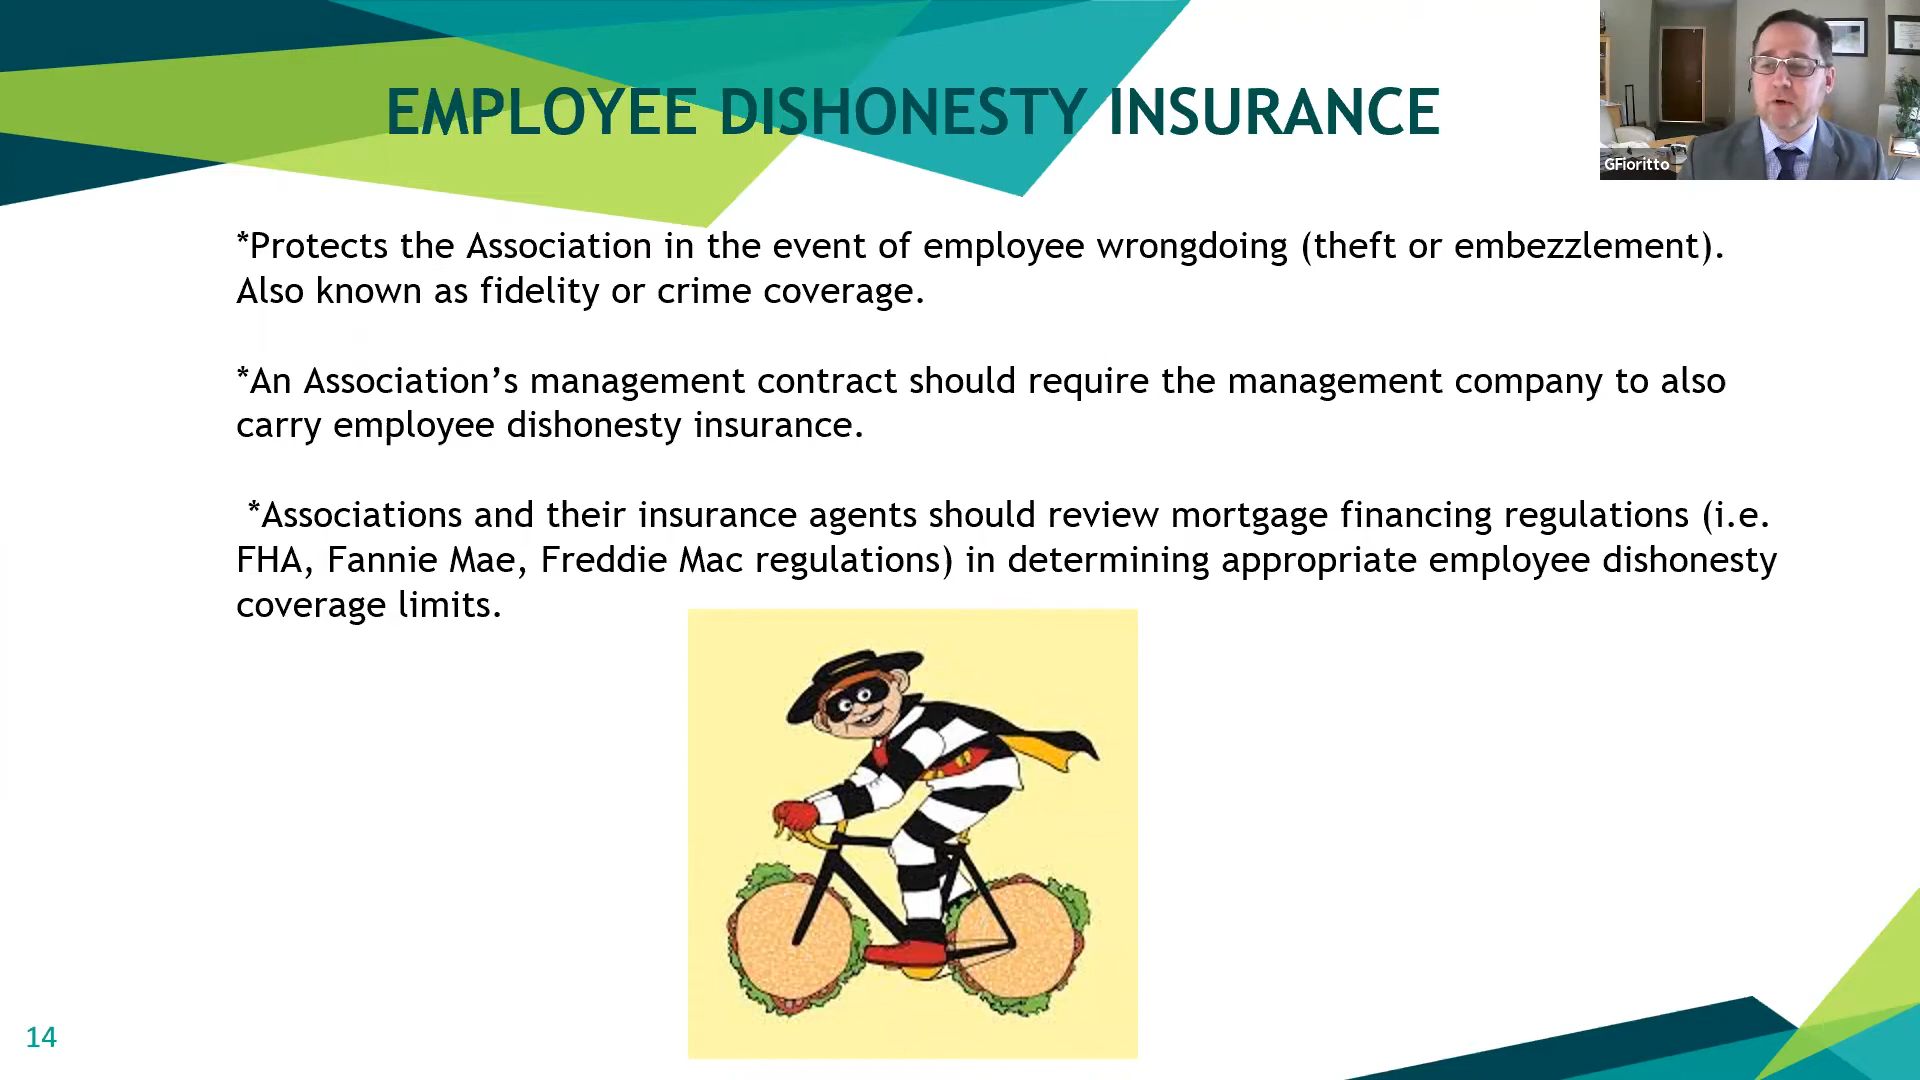 EMPLOYEE DISHONESTY INSURANCE
GFioritto
*Protects the Association in the event of employee wrongdoing (theft or embezzlement).
Also known as fidelity or crime coverage.
*An Association’s management contract should require the management company to also
carry employee dishonesty insurance.
*Associations and their insurance agents should review mortgage financing regulations (i.e.
FHA, Fannie Mae, Freddie Mac regulations) in determining appropriate employee dishonesty
coverage limits.
14